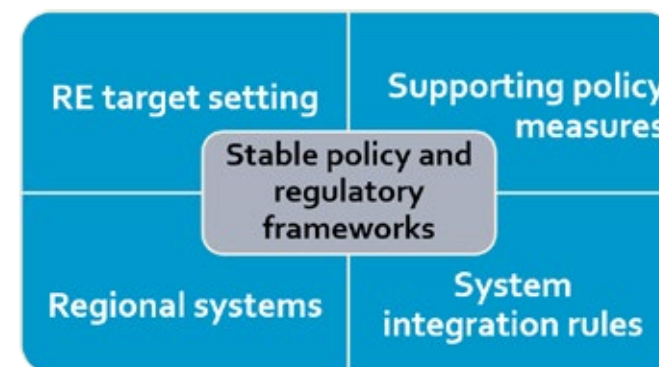 RE target setting
Supporting policy
measures
Stable policy and
regulatory
frameworks
Regional systems
System
integration rules